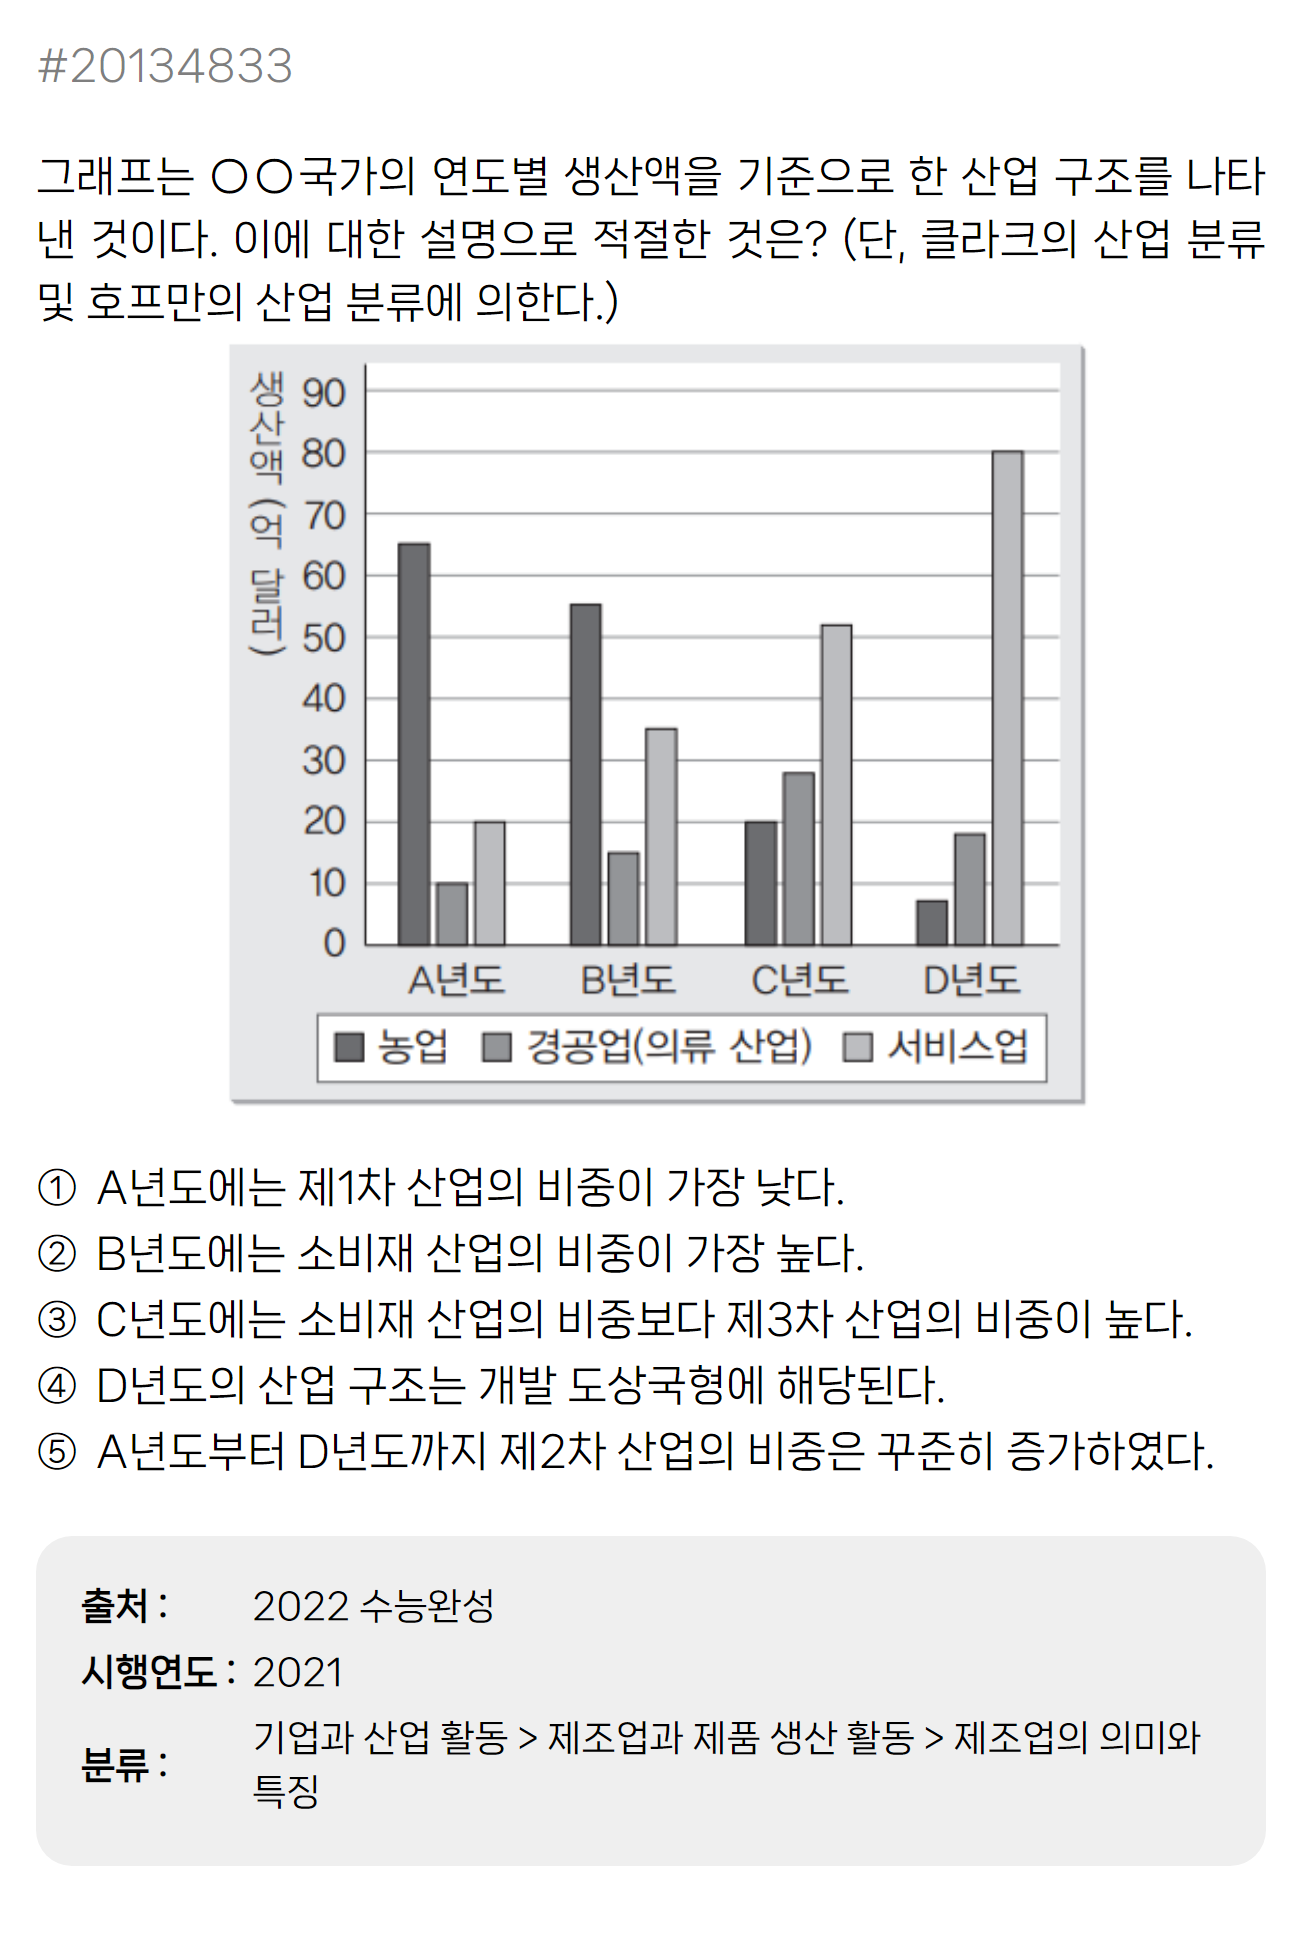 #20134833
그래프는 ○○국가의 연도별 생산액을 기준으로 한 산업 구조를 나타
낸 것이다. 이에 대한 설명으로 적절한 것은? (단, 클라크의 산업 분류
및 호프만의 산업 분류에 의한다.)
생산액(억 달러)
90
80
70
60
50
40
30
20
10
0
A년도 B년도 C년도 D년도
농업 경공업(의류 산업) 서비스업
① A년도에는 제1차 산업의 비중이 가장 낮다.
② B년도에는 소비재 산업의 비중이 가장 높다.
③ C년도에는 소비재 산업의 비중보다 제3차 산업의 비중이 높다.
④ D년도의 산업 구조는 개발 도상국형에 해당된다.
⑤ A년도부터 D년도까지 제2차 산업의 비중은 꾸준히 증가하였다.
출처 : 2022 수능완성
시행연도 : 2021
분류 : 기업과 산업 활동 > 제조업과 제품 생산 활동 > 제조업의 의미와
특징